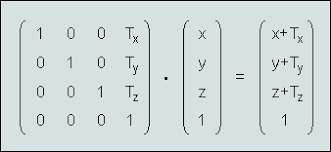 1 0 0 Tx x x+Tx
0 1 0 Ty y y+Ty
0 0 1 Tz · z = z+Tz
0 0 0 1 1 1